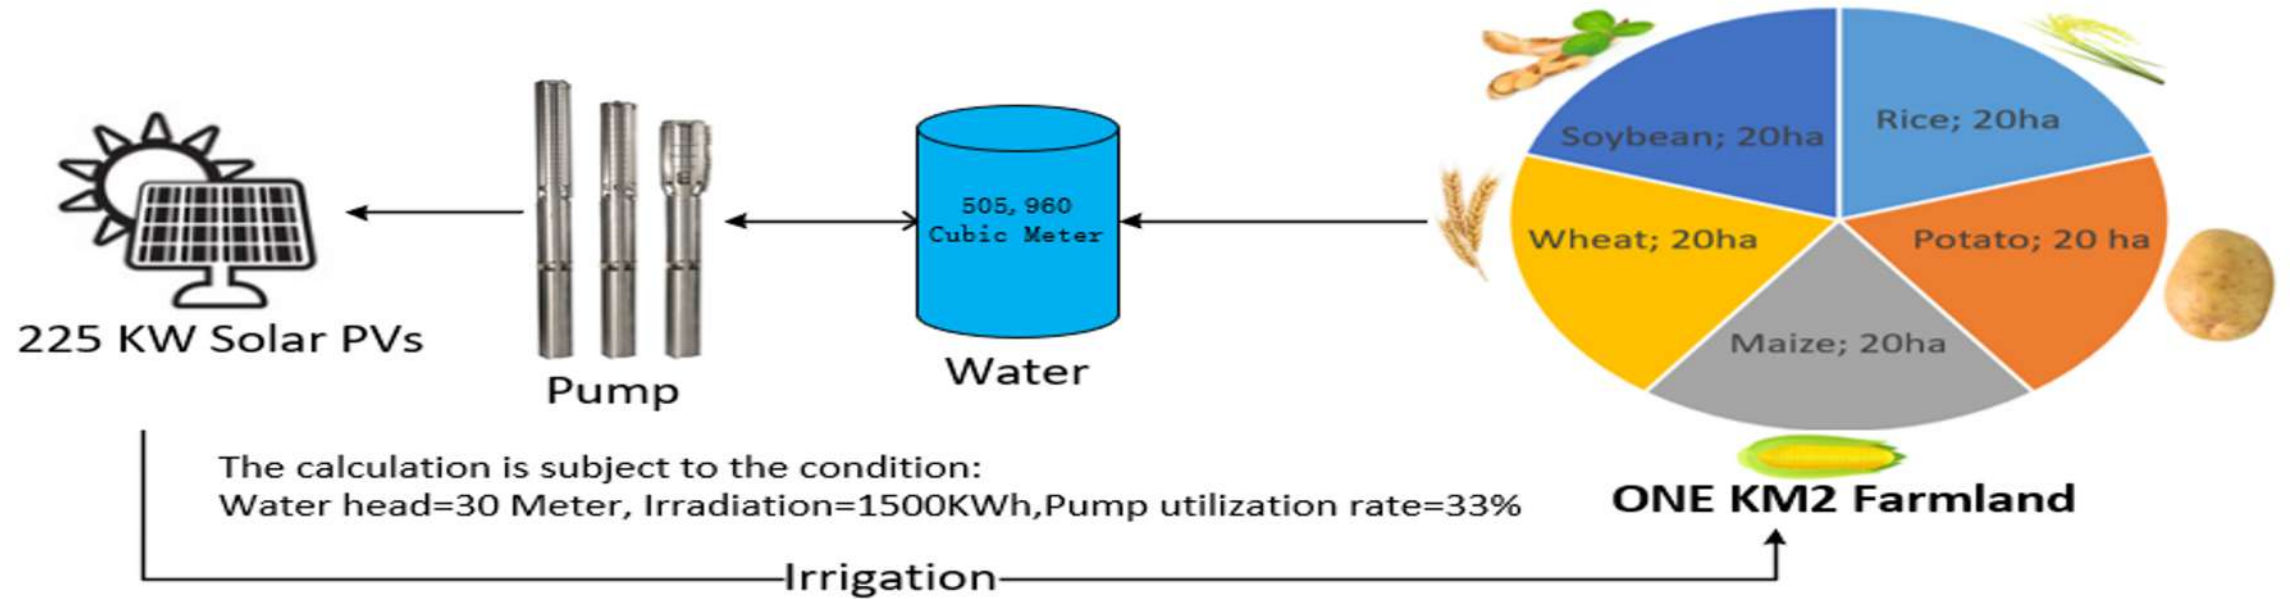 225 KW Solar PVs
Pump
505, 960
Cubic Meter
Water
Soybean; 20ha
Rice; 20ha
Wheat; 20ha
Potato; 20 ha
Maize; 20ha
ONE KM2 Farmland
The calculation is subject to the condition:
Water head=30 Meter, Irradiation=1500KWh,Pump utilization rate=33%
Irrigation